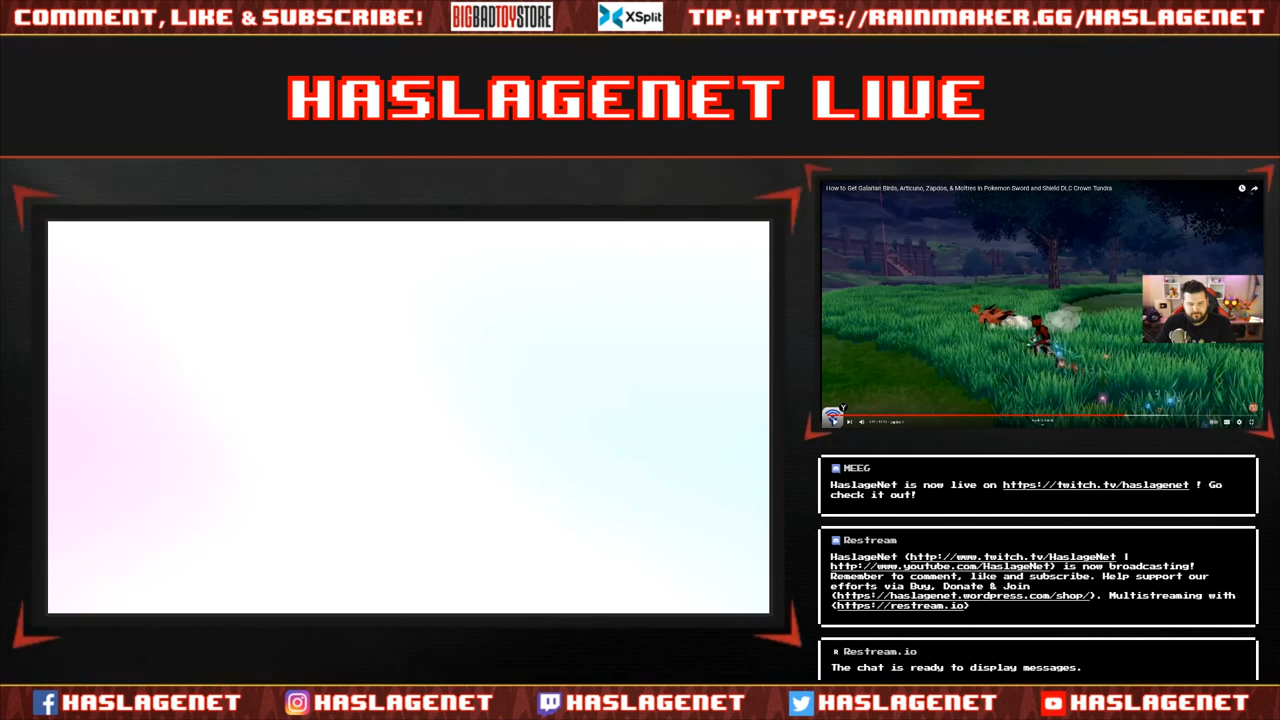 COMMENT, LIKE & SUBSCRIBE!
BIGBADTOYSTORE
XSplit
TIP: HTTPS://RAINMAKER.GG/HASLAGENET
HASLAGENET LIVE
How to Get Galarian Birds, Articuno, Zapdos, & Moltres in Pokemon Sword and Shield DLC Crown Tundra
Y
MEEG
HaslageNet is now live on https://twitch.tv/haslagenet ! Go
check it out!
Restream
HaslageNet (http://www.twitch.tv/HaslageNet |
http://www.youtube.com/HaslageNet) is now broadcasting!
Remember to comment, like and subscribe. Help support our
efforts via Buy, Donate & Join
(https://haslagenet.wordpress.com/shop/). Multistreaming with
(https://restream.io)
R Restream.io
The chat is ready to display messages.
HASLAGENET
HASLAGENET
HASLAGENET
HASLAGENET
HASLAGENET